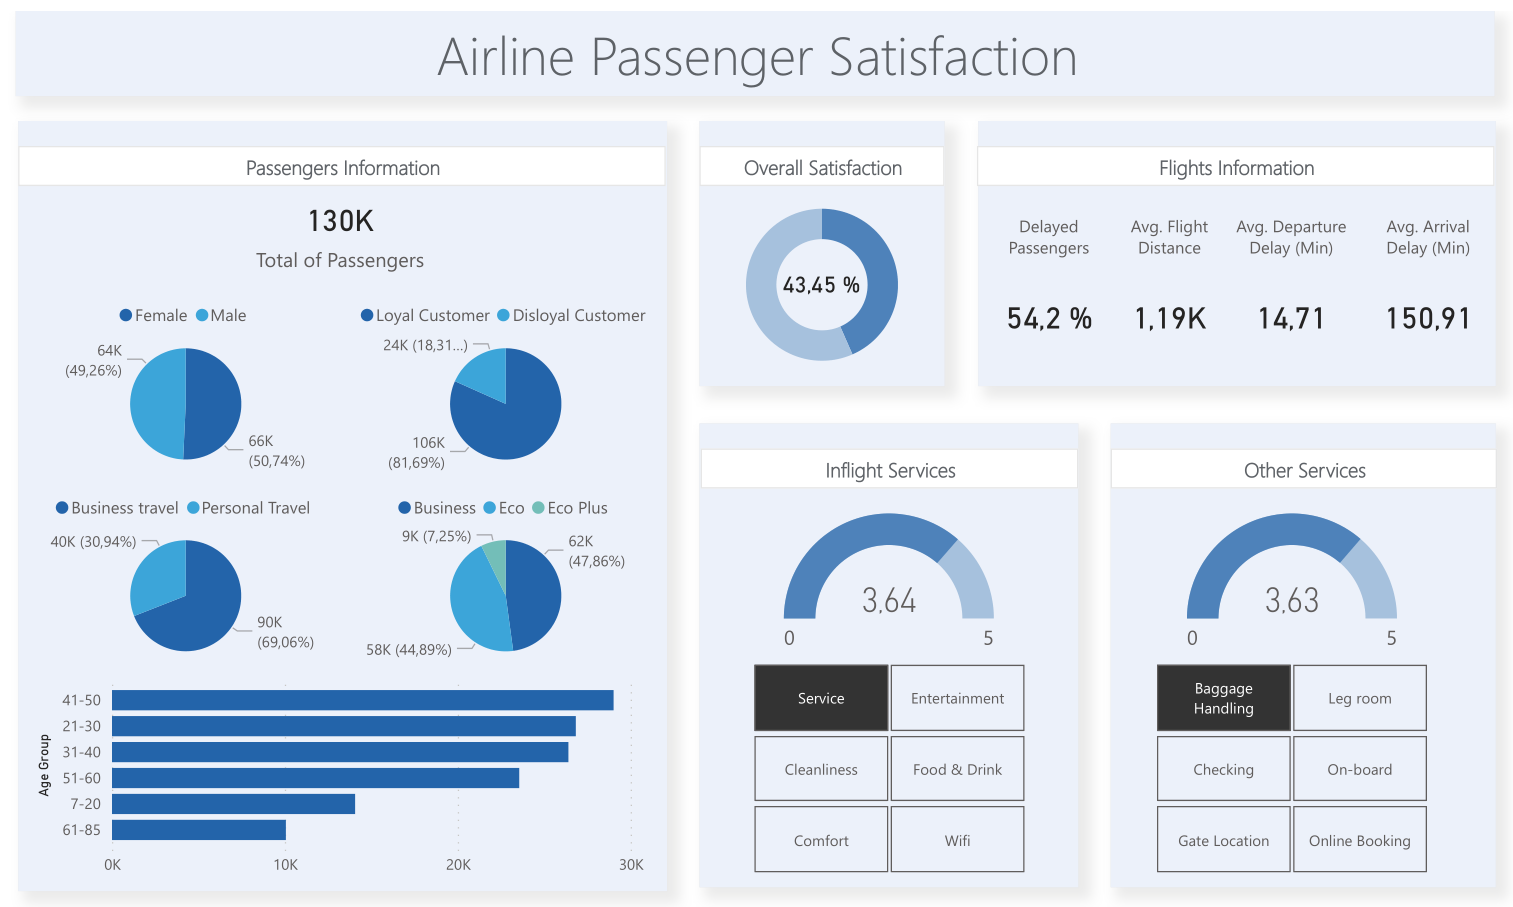 Airline Passenger Satisfaction
Passengers Information
130K
Total of Passengers
Female Male
64K
(49,26%)
66K
(50,74%)
Loyal Customer Disloyal Customer
24K (18,31...)
106K
(81,69%)
Business travel Personal Travel
40K (30,94%)
90K
(69,06%)
Business Eco Eco Plus
9K (7,25%)
62K
(47,86%)
58K (44,89%)
Age Group
41-50
21-30
31-40
51-60
7-20
61-85
0K 10K 20K 30K
Overall Satisfaction
43,45 %
Flights Information
Delayed
Passengers
54,2 %
Avg. Flight
Distance
1,19K
Avg. Departure
Delay (Min)
14,71
Avg. Arrival
Delay (Min)
150,91
Inflight Services
3,64
0 5
Service Entertainment
Cleanliness Food & Drink
Comfort Wifi
Other Services
3,63
0 5
Baggage
Handling
Leg room
Checking On-board
Gate Location Online Booking